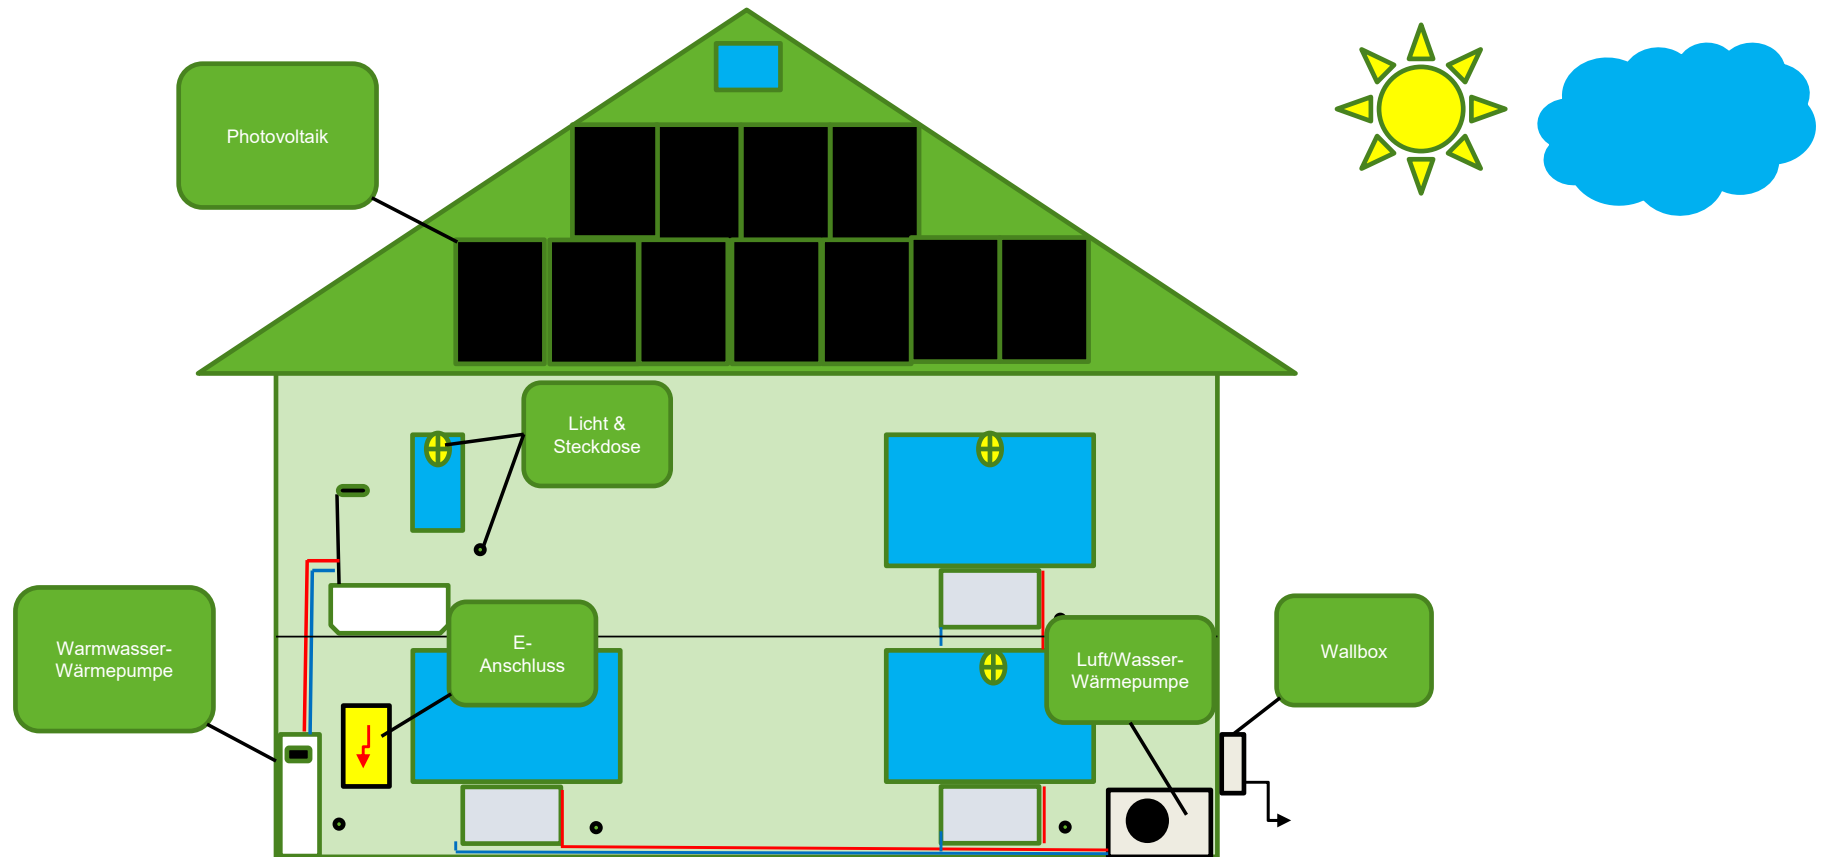 Photovoltaik
Licht &
Steckdose
Warmwasser-
Wärmepumpe
E-
Anschluss
Luft/Wasser-
Wärmepumpe
Wallbox